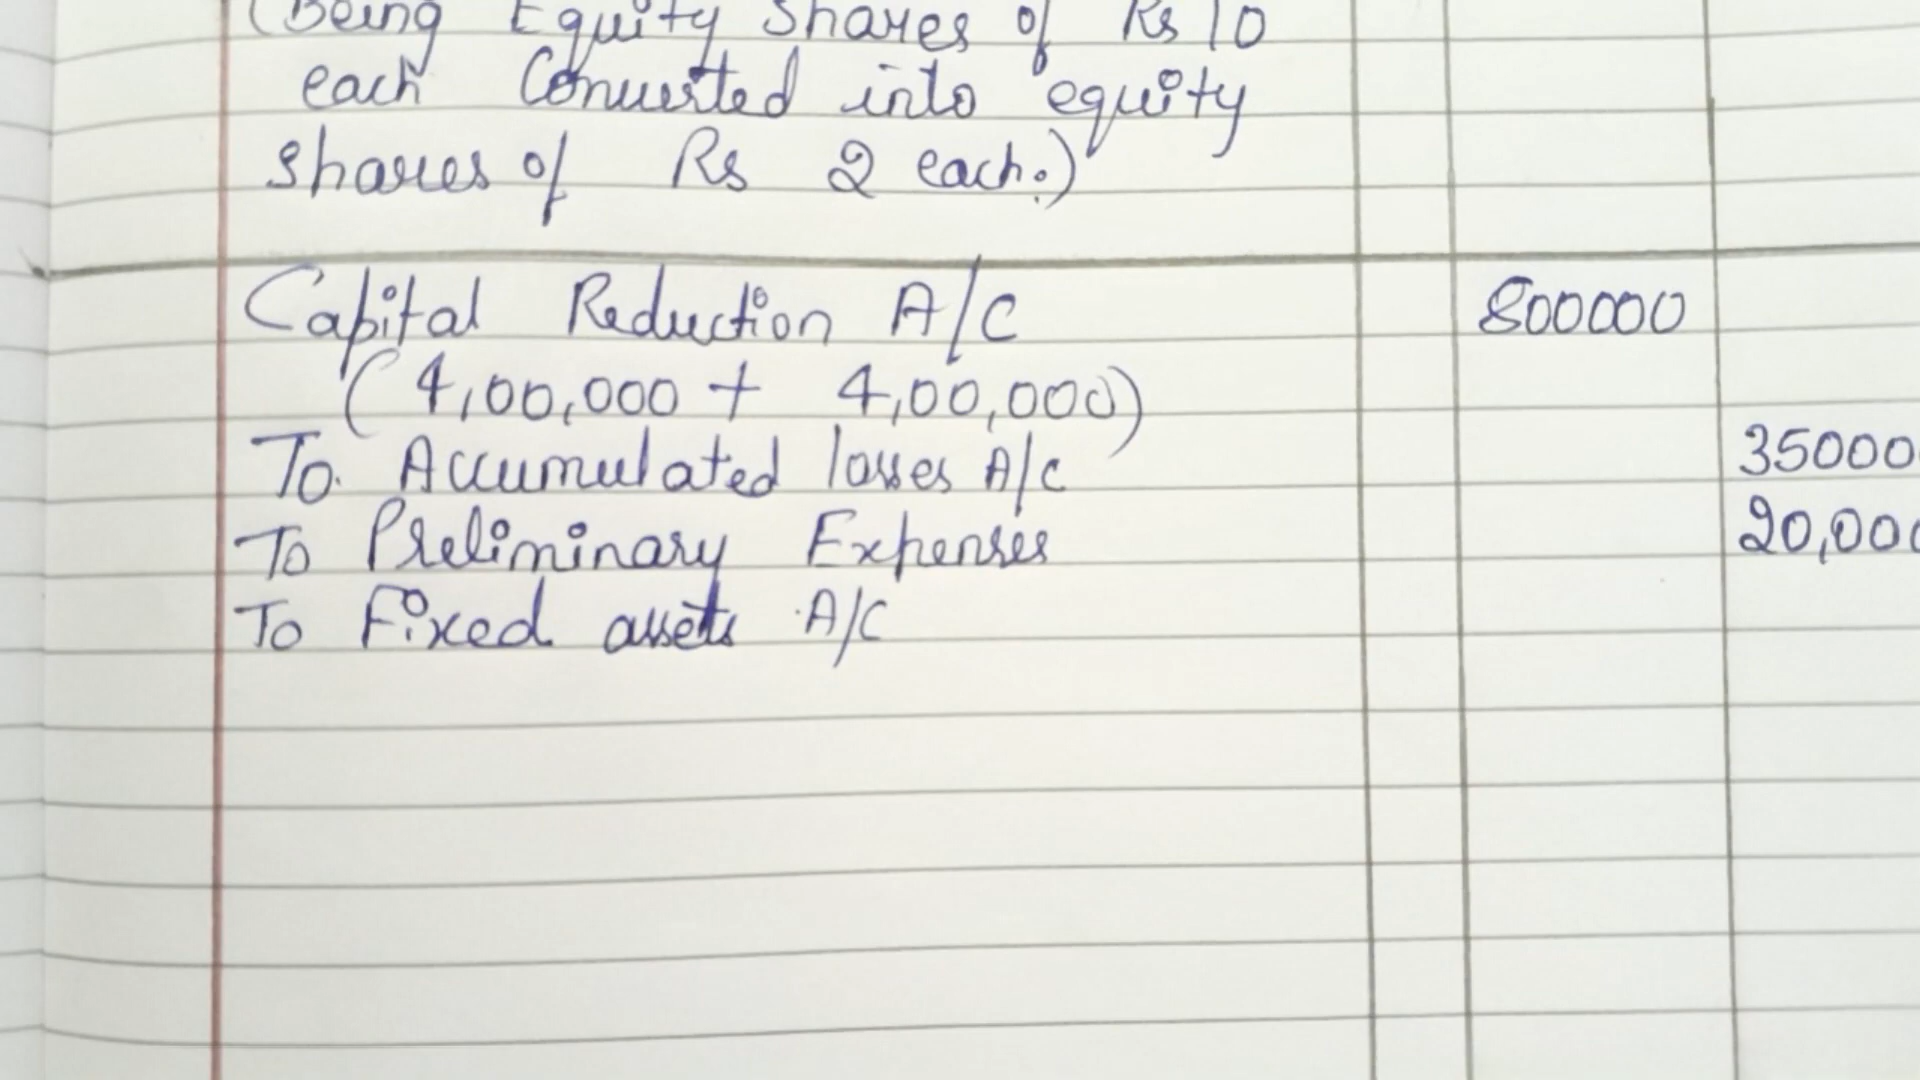 (Being Equity Shares of Rs 10
each Converted into equity
shares of Rs 2 each.)
Capital Reduction A/C 800000
(4,00,000 + 4,00,000)
To. Accumulated losses A/C 35000
To Preliminary Expenses 20,00
To Fixed assets A/C